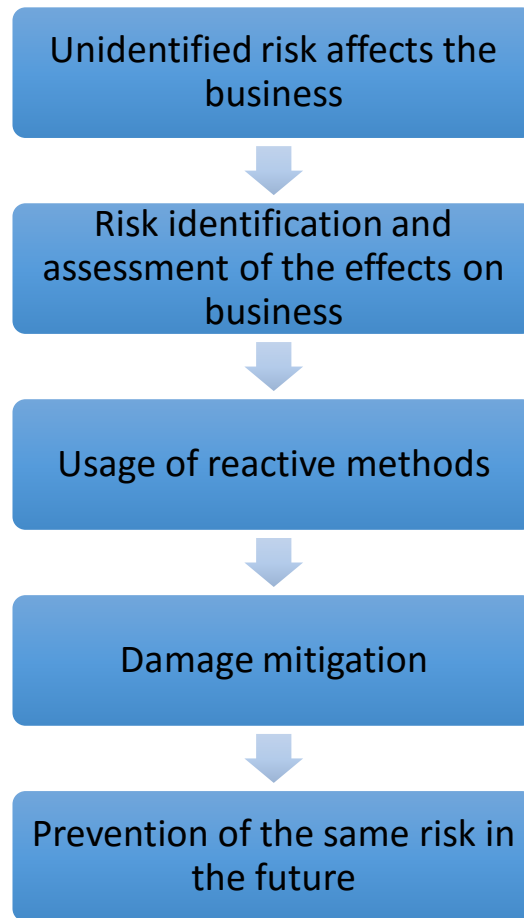 Unidentified risk affects the
business
Risk identification and
assessment of the effects on
business
Usage of reactive methods
Damage mitigation
Prevention of the same risk in
the future